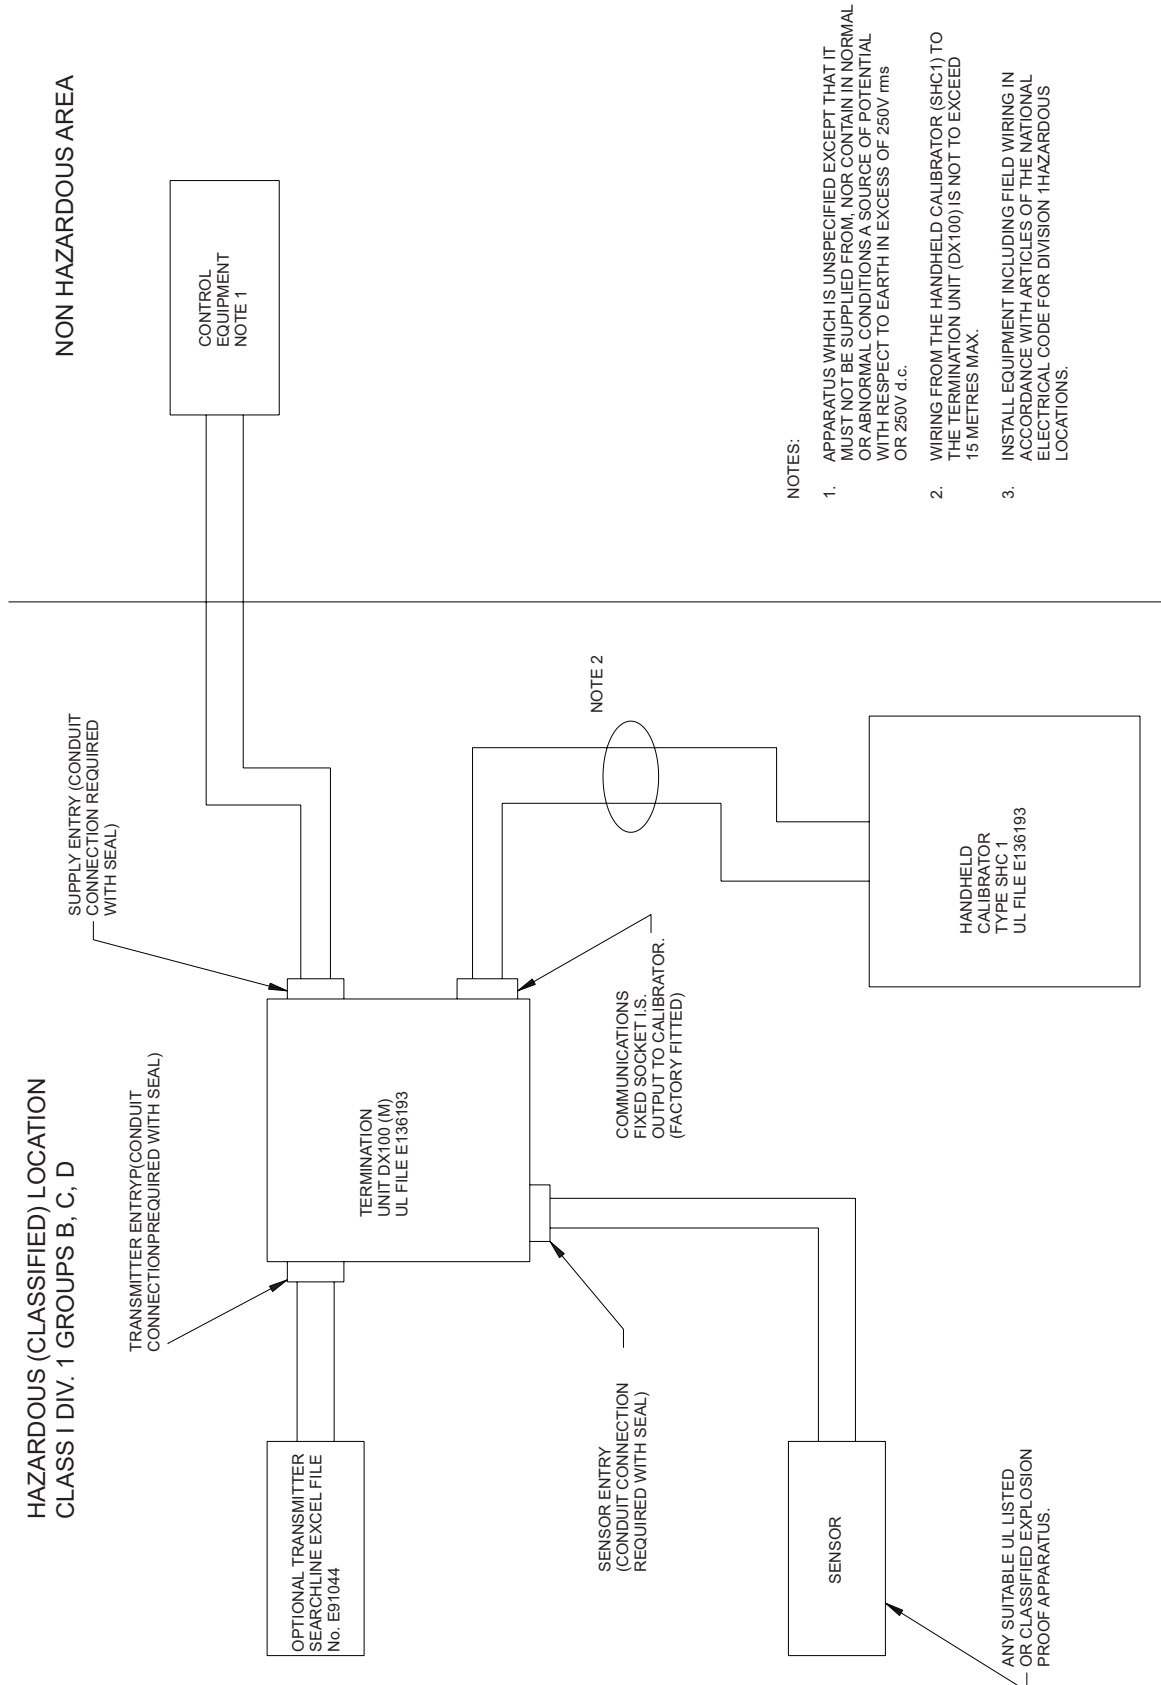 HAZARDOUS (CLASSIFIED) LOCATION
CLASS I DIV. 1 GROUPS B, C, D
NON HAZARDOUS AREA
OPTIONAL TRANSMITTER
SEARCHLINE EXCEL FILE
No. E91044
TRANSMITTER ENTRYP(CONDUIT
CONNECTIONPREQUIRED WITH SEAL)
TERMINATION
UNIT DX100 (M)
UL FILE E136193
SUPPLY ENTRY (CONDUIT
CONNECTION REQUIRED
WITH SEAL)
CONTROL
EQUIPMENT
NOTE 1
SENSOR ENTRY
(CONDUIT CONNECTION
REQUIRED WITH SEAL)
COMMUNICATIONS
FIXED SOCKET I.S.
OUTPUT TO CALIBRATOR.
(FACTORY FITTED)
NOTE 2
SENSOR
HANDHELD
CALIBRATOR
TYPE SHC 1
UL FILE E136193
ANY SUITABLE UL LISTED
OR CLASSIFIED EXPLOSION
PROOF APPARATUS.
NOTES:
1. APPARATUS WHICH IS UNSPECIFIED EXCEPT THAT IT
MUST NOT BE SUPPLIED FROM, NOR CONTAIN IN NORMAL
OR ABNORMAL CONDITIONS A SOURCE OF POTENTIAL
WITH RESPECT TO EARTH IN EXCESS OF 250V rms
OR 250V d.c.
2. WIRING FROM THE HANDHELD CALIBRATOR (SHC1) TO
THE TERMINATION UNIT (DX100) IS NOT TO EXCEED
15 METRES MAX.
3. INSTALL EQUIPMENT INCLUDING FIELD WIRING IN
ACCORDANCE WITH ARTICLES OF THE NATIONAL
ELECTRICAL CODE FOR DIVISION 1HAZARDOUS
LOCATIONS.